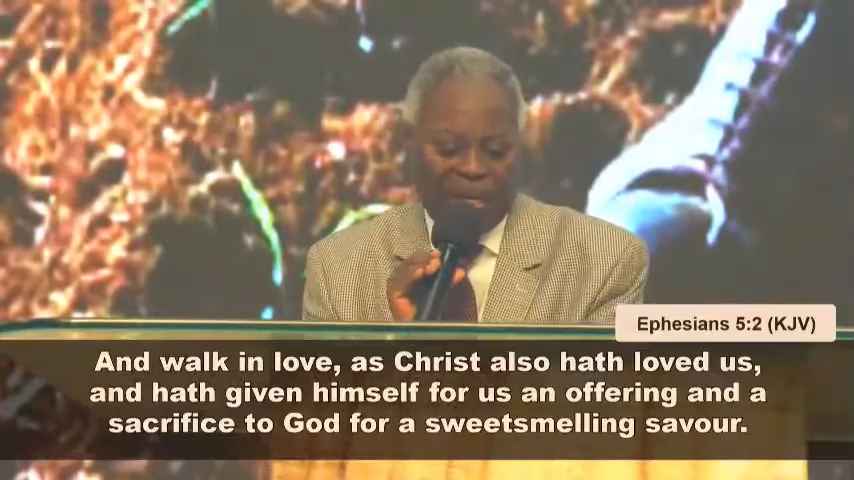 Ephesians 5:2 (KJV)
And walk in love, as Christ also hath loved us,
and hath given himself for us an offering and a
sacrifice to God for a sweetsmelling savour.